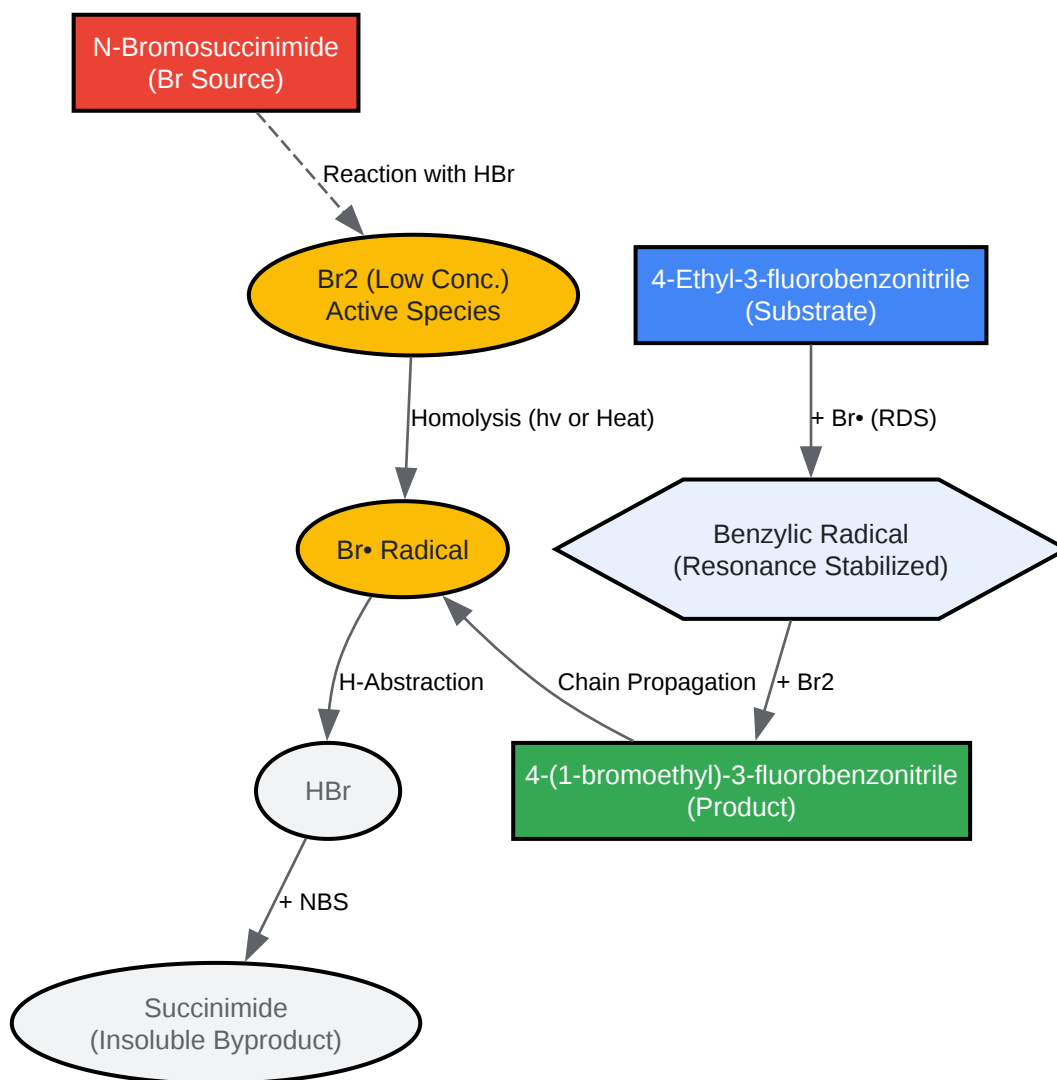 N-Bromosuccinimide
(Br Source)
Reaction with HBr
Br2 (Low Conc.)
Active Species
4-Ethyl-3-fluorobenzonitrile
(Substrate)
Homolysis (hv or Heat)
+ Br• (RDS)
Br• Radical
Benzylic Radical
(Resonance Stabilized)
H-Abstraction
Chain Propagation
+ Br2
HBr
4-(1-bromoethyl)-3-fluorobenzonitrile
(Product)
+ NBS
Succinimide
(Insoluble Byproduct)